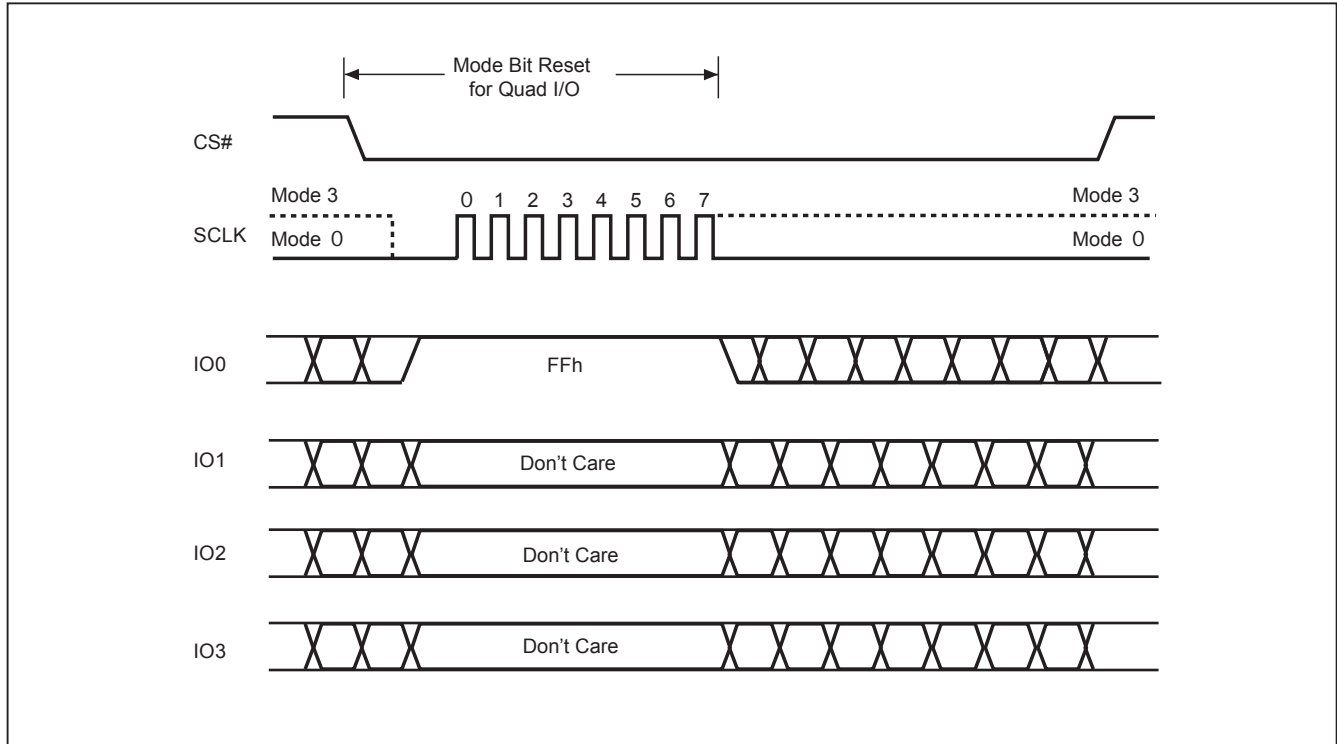 Mode Bit Reset
for Quad I/O
CS#
Mode 3
0 1 2 3 4 5 6 7
Mode 3
SCLK
Mode 0
Mode 0
IO0
FFh
IO1
Don't Care
IO2
Don't Care
IO3
Don't Care